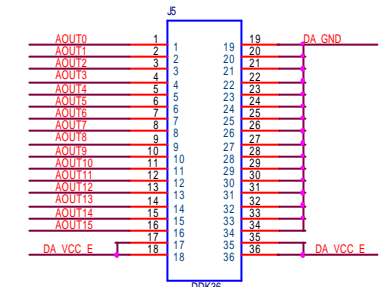 J5
AOUT0 1 1 19 19 DA_GND
AOUT1 2 2 20 20
AOUT2 3 3 21 21
AOUT3 4 4 22 22
AOUT4 5 5 23 23
AOUT5 6 6 24 24
AOUT6 7 7 25 25
AOUT7 8 8 26 26
AOUT8 9 9 27 27
AOUT9 10 10 28 28
AOUT10 11 11 29 29
AOUT11 12 12 30 30
AOUT12 13 13 31 31
AOUT13 14 14 32 32
AOUT14 15 15 33 33
AOUT15 16 16 34 34
17 17 35 35
DA_VCC_E 18 18 36 36 DA_VCC_E
DDK36